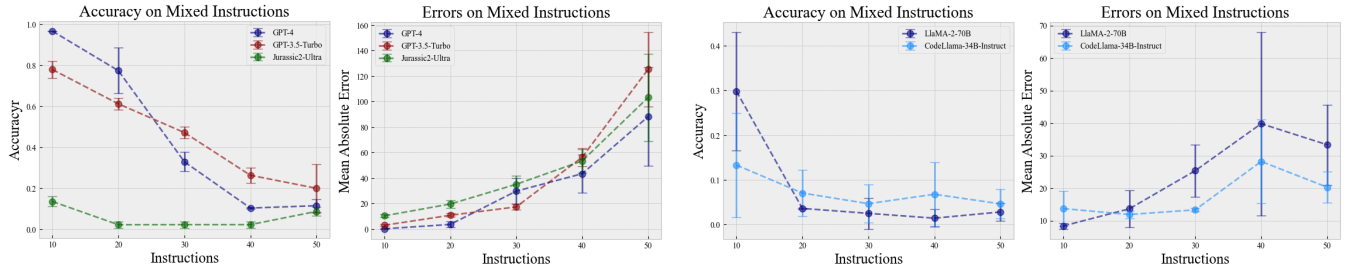 Accuracy on Mixed Instructions
GPT-4
GPT-3.5-Turbo
Jurassic2-Ultra
Accuracyr
1.0
0.8
0.6
0.4
0.2
0.0
10 20 30 40 50
Instructions
Errors on Mixed Instructions
GPT-4
GPT-3.5-Turbo
Jurassic2-Ultra
Mean Absolute Error
160
140
120
100
80
60
40
20
0
10 20 30 40 50
Instructions
Accuracy on Mixed Instructions
LlaMA-2-70B
CodeLlama-34B-Instruct
Accuracy
0.4
0.3
0.2
0.1
0.0
10 20 30 40 50
Instructions
Errors on Mixed Instructions
LlaMA-2-70B
CodeLlama-34B-Instruct
Mean Absolute Error
70
60
50
40
30
20
10
10 20 30 40 50
Instructions